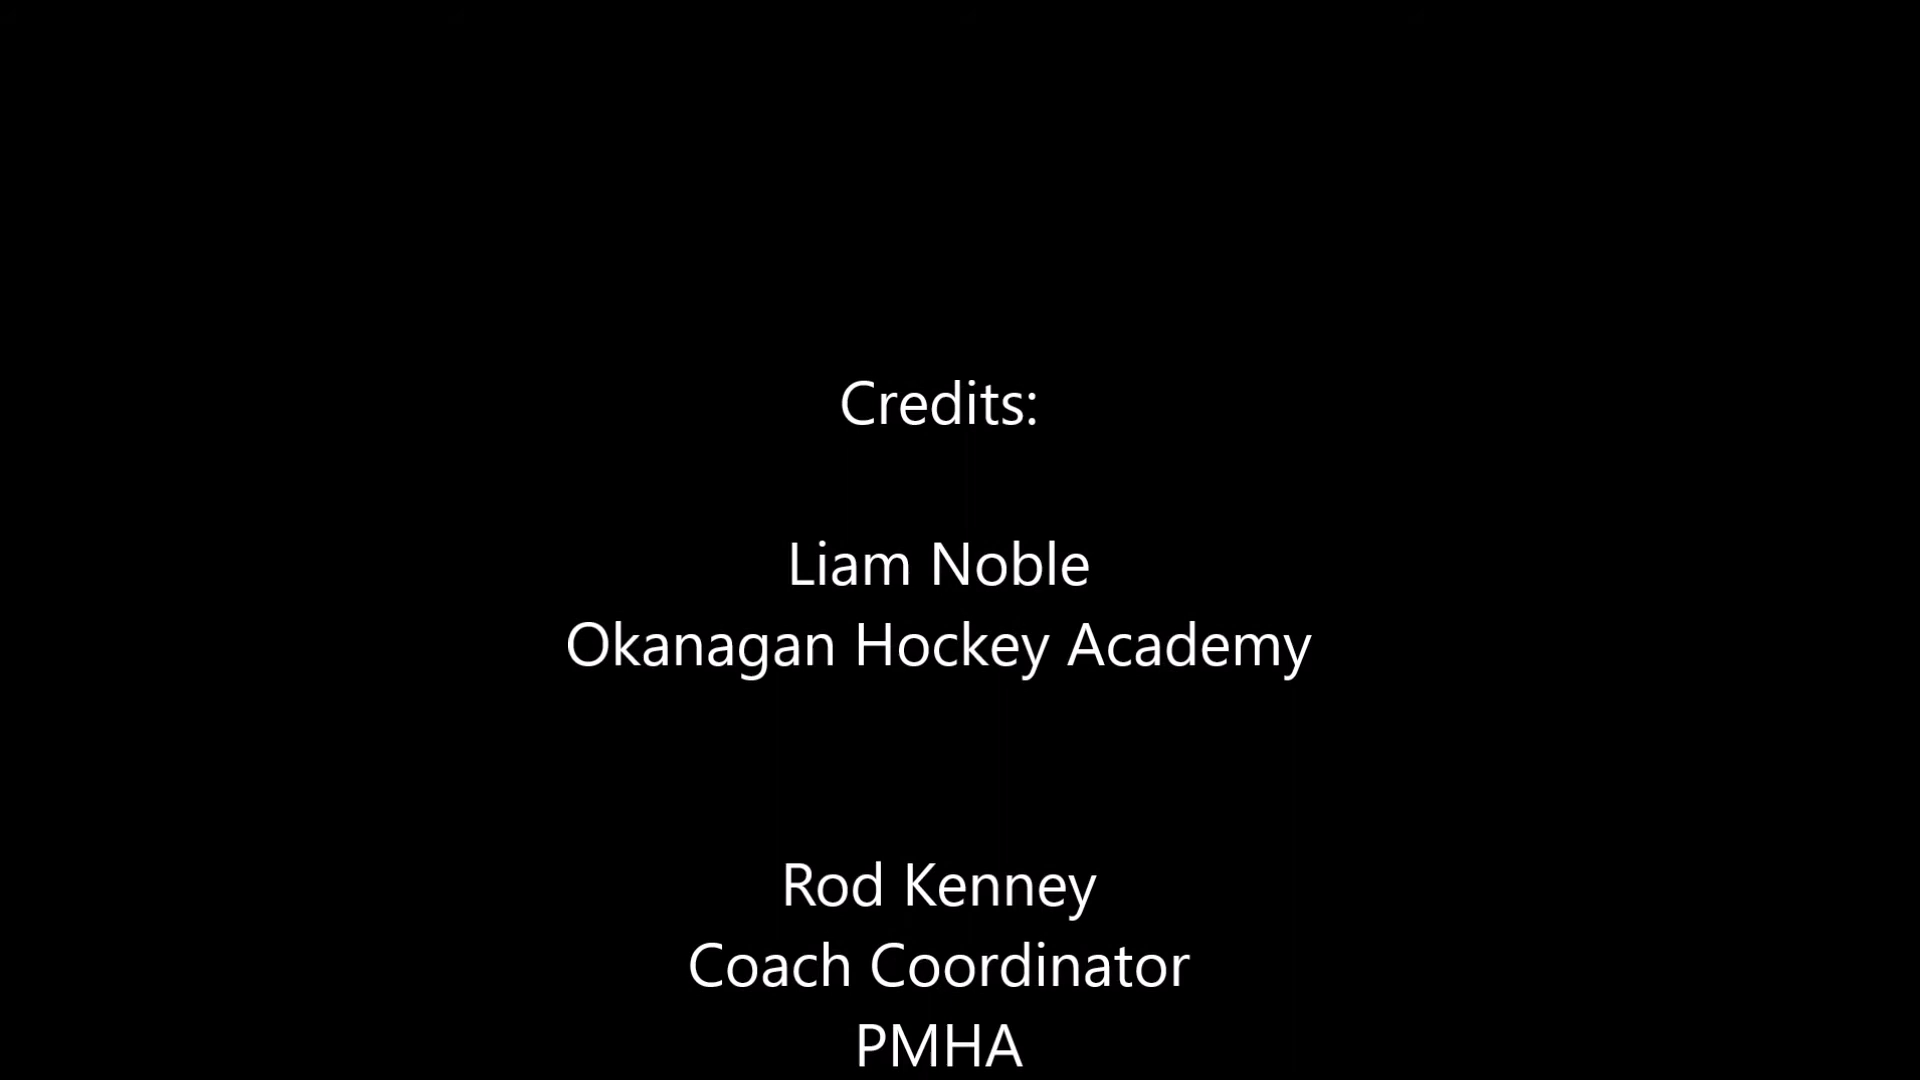 Credits:
Liam Noble
Okanagan Hockey Academy
Rod Kenney
Coach Coordinator
PMHA